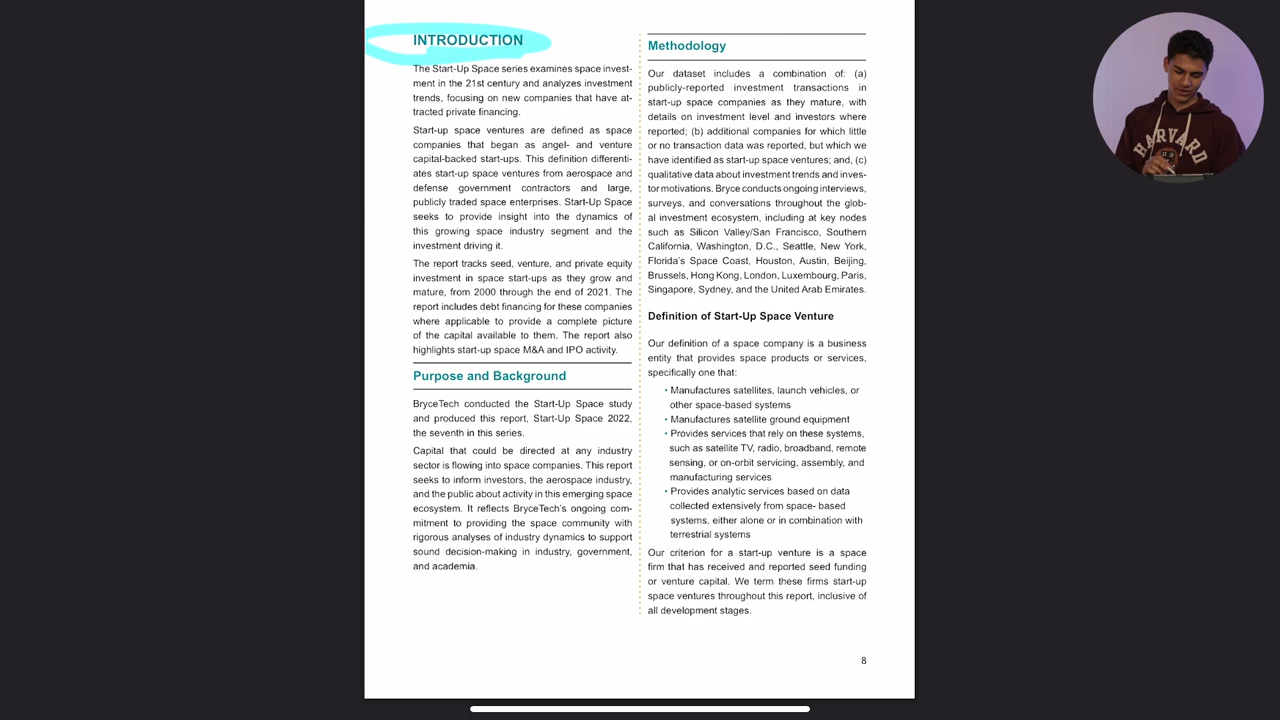 INTRODUCTION
The Start-Up Space series examines space invest-
ment in the 21st century and analyzes investment
trends, focusing on new companies that have at-
tracted private financing.
Start-up space ventures are defined as space
companies that began as angel- and venture
capital-backed start-ups. This definition differenti-
ates start-up space ventures from aerospace and
defense government contractors and large,
publicly traded space enterprises. Start-Up Space
seeks to provide insight into the dynamics of
this growing space industry segment and the
investment driving it.
The report tracks seed, venture, and private equity
investment in space start-ups as they grow and
mature, from 2000 through the end of 2021. The
report includes debt financing for these companies
where applicable to provide a complete picture
of the capital available to them. The report also
highlights start-up space M&A and IPO activity.
Purpose and Background
BryceTech conducted the Start-Up Space study
and produced this report, Start-Up Space 2022,
the seventh in this series.
Capital that could be directed at any industry
sector is flowing into space companies. This report
seeks to inform investors, the aerospace industry,
and the public about activity in this emerging space
ecosystem. It reflects BryceTech's ongoing com-
mitment to providing the space community with
rigorous analyses of industry dynamics to support
sound decision-making in industry, government,
and academia.
Methodology
Our dataset includes a combination of: (a)
publicly-reported investment transactions in
start-up space companies as they mature, with
details on investment level and investors where
reported; (b) additional companies for which little
or no transaction data was reported, but which we
have identified as start-up space ventures; and, (c)
qualitative data about investment trends and inves-
tor motivations. Bryce conducts ongoing interviews,
surveys, and conversations throughout the glob-
al investment ecosystem, including at key nodes
such as Silicon Valley/San Francisco, Southern
California, Washington, D.C., Seattle, New York,
Florida's Space Coast, Houston, Austin, Beijing,
Brussels, Hong Kong, London, Luxembourg, Paris,
Singapore, Sydney, and the United Arab Emirates.
Definition of Start-Up Space Venture
Our definition of a space company is a business
entity that provides space products or services,
specifically one that:
• Manufactures satellites, launch vehicles, or
other space-based systems
• Manufactures satellite ground equipment
• Provides services that rely on these systems,
such as satellite TV, radio, broadband, remote
sensing, or on-orbit servicing, assembly, and
manufacturing services
• Provides analytic services based on data
collected extensively from space- based
systems, either alone or in combination with
terrestrial systems
Our criterion for a start-up venture is a space
firm that has received and reported seed funding
or venture capital. We term these firms start-up
space ventures throughout this report, inclusive of
all development stages.
8
HARVARD